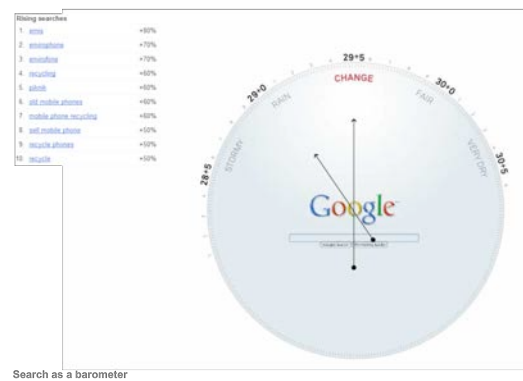 Rising searches
1. +80%
2. envirophone +70%
3. envirofone +70%
4. recycling +60%
5. +60%
6. old mobile phones +60%
7. mobile phone recycling +60%
8. sell mobile phone +50%
9. recycle phones +50%
10. recycle +50%
28*5
STORMY
29*0
RAIN
29*5
CHANGE
30*0
FAIR
30*5
VERY DRY
Google
Search as a barometer